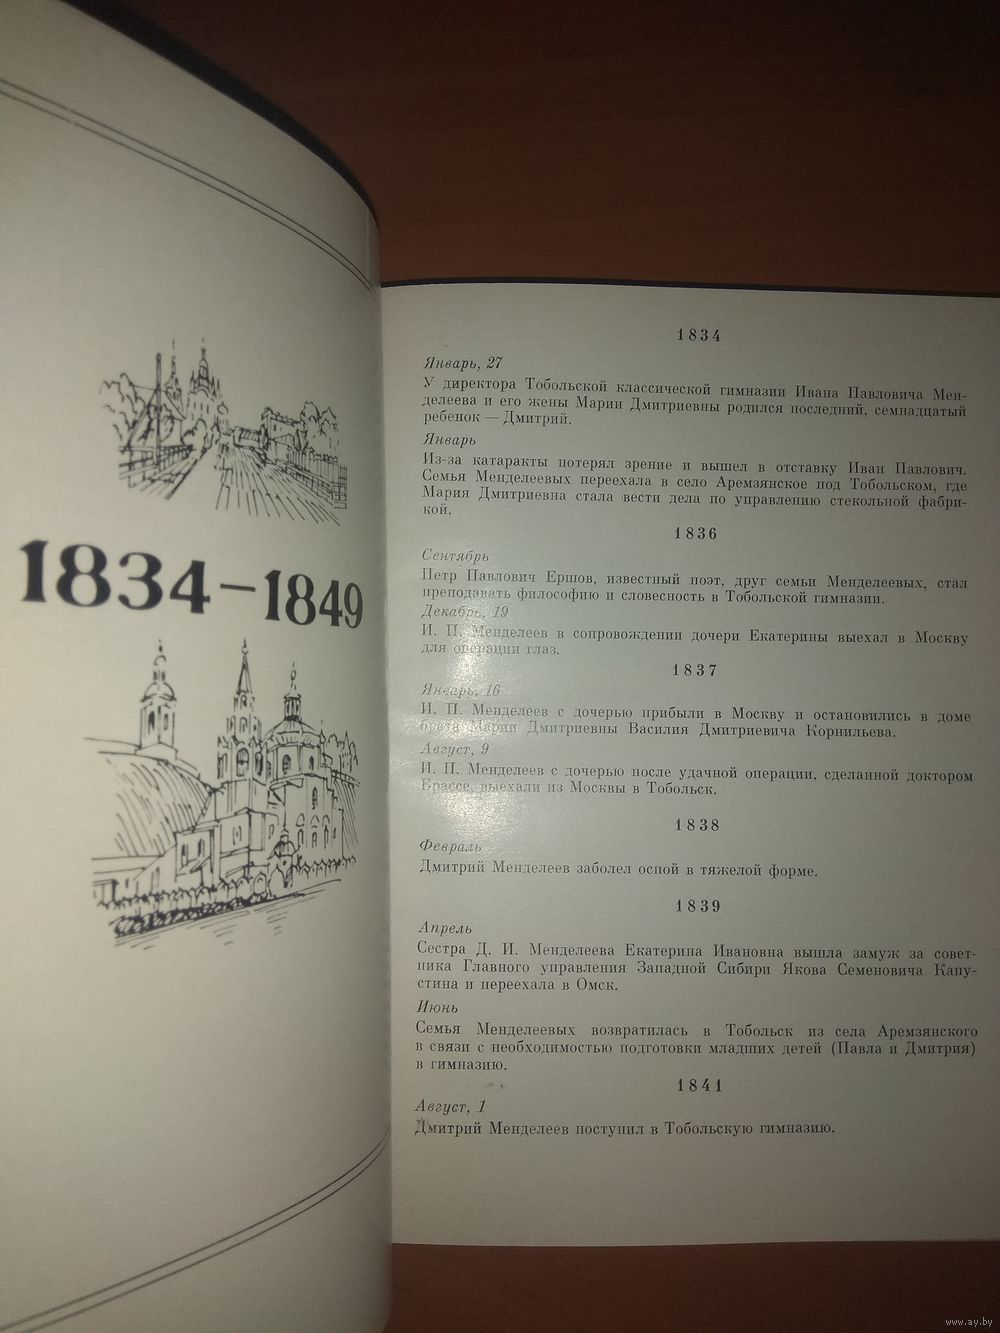 1834–1849
1834
Январь, 27
У директора Тобольской классической гимназии Ивана Павловича Мен-
делеева и его жены Марии Дмитриевны родился последний, семнадцатый
ребенок — Дмитрий.
Январь
Из-за катаракты потерял зрение и вышел в отставку Иван Павлович.
Семья Менделеевых переехала в село Аремзянское под Тобольском, где
Мария Дмитриевна стала вести дела по управлению стекольной фабри-
кой.
1836
Сентябрь
Петр Павлович Ершов, известный поэт, друг семьи Менделеевых, стал
преподавать философию и словесность в Тобольской гимназии.
Декабрь, 19
И. П. Менделеев в сопровождении дочери Екатерины выехал в Москву
для операции глаз.
1837
Январь, 16
И. П. Менделеев с дочерью прибыли в Москву и остановились в доме
брата Марии Дмитриевны Василия Дмитриевича Корнильева.
Август, 9
И. П. Менделеев с дочерью после удачной операции, сделанной доктором
Брассе, выехали из Москвы в Тобольск.
1838
Февраль
Дмитрий Менделеев заболел оспой в тяжелой форме.
1839
Апрель
Сестра Д. И. Менделеева Екатерина Ивановна вышла замуж за совет-
ника Главного управления Западной Сибири Якова Семеновича Капу-
стина и переехала в Омск.
Июнь
Семья Менделеевых возвратилась в Тобольск из села Аремзянского
в связи с необходимостью подготовки младших детей (Павла и Дмитрия)
в гимназию.
1841
Август, 1
Дмитрий Менделеев поступил в Тобольскую гимназию.
www.ay.by